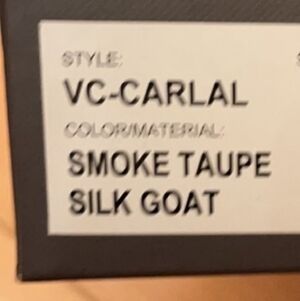 STYLE:
VC-CARLAL
COLOR/MATERIAL:
SMOKE TAUPE
SILK GOAT